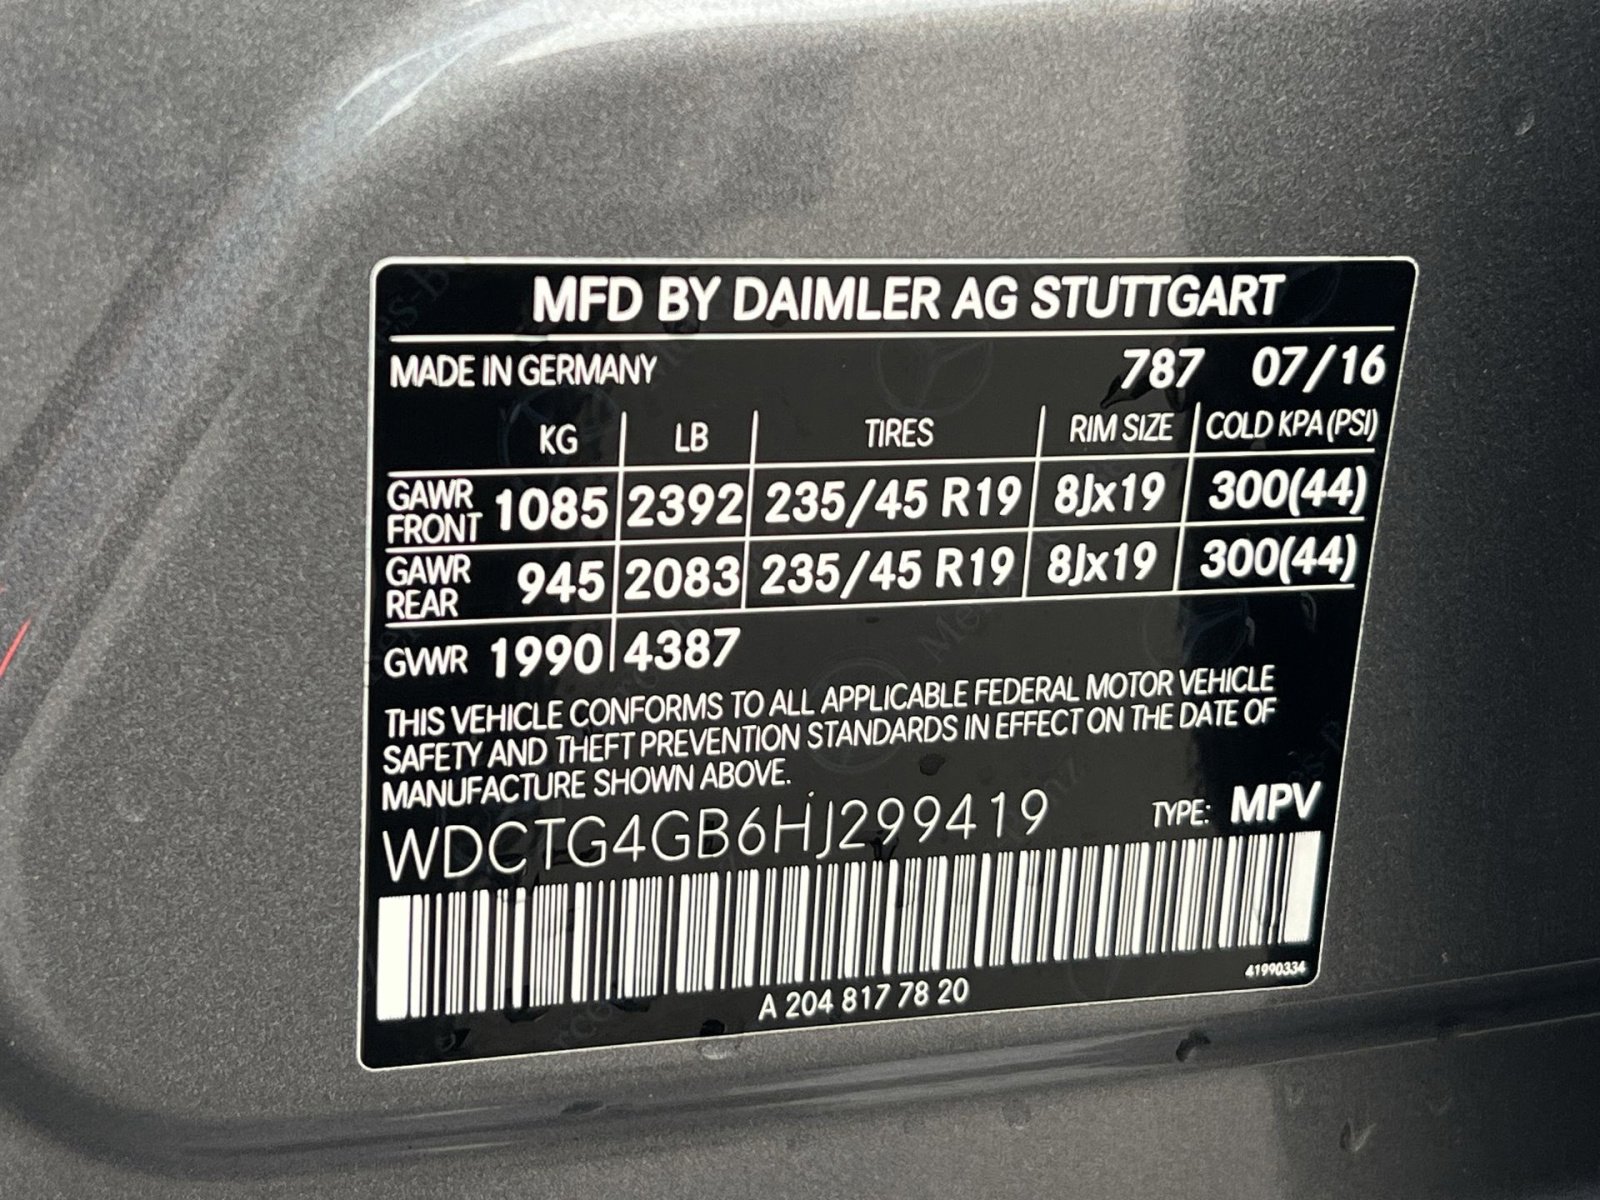 MFD BY DAIMLER AG STUTTGART
MADE IN GERMANY 787 07/16
KG LB TIRES RIM SIZE COLD KPA (PSI)
GAWR FRONT 1085 2392 235/45 R19 8Jx19 300(44)
GAWR REAR 945 2083 235/45 R19 8Jx19 300(44)
GVWR 1990 4387
THIS VEHICLE CONFORMS TO ALL APPLICABLE FEDERAL MOTOR VEHICLE
SAFETY AND THEFT PREVENTION STANDARDS IN EFFECT ON THE DATE OF
MANUFACTURE SHOWN ABOVE.
WDCTG4GB6HJ299419 TYPE: MPV
41990334
A 204 817 78 20